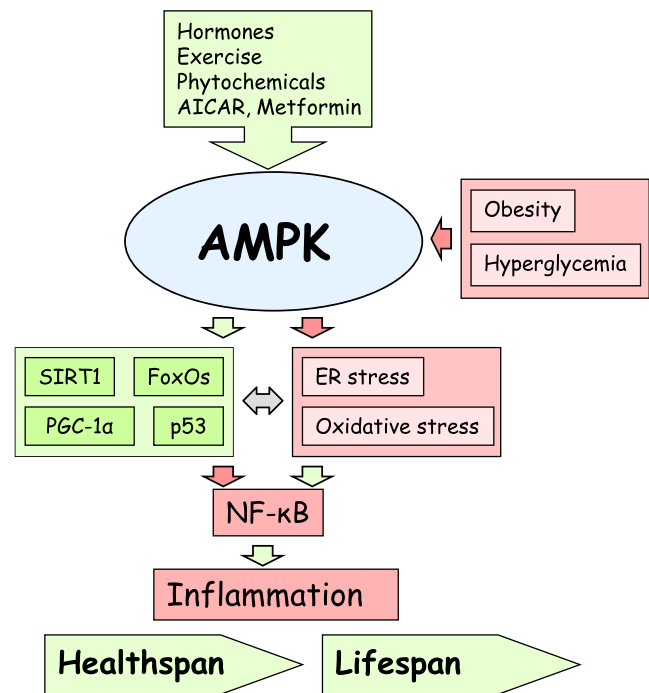 Hormones
Exercise
Phytochemicals
AICAR, Metformin
AMPK
Obesity
Hyperglycemia
SIRT1
FoxOs
PGC-1α
p53
ER stress
Oxidative stress
NF-κB
Inflammation
Healthspan
Lifespan